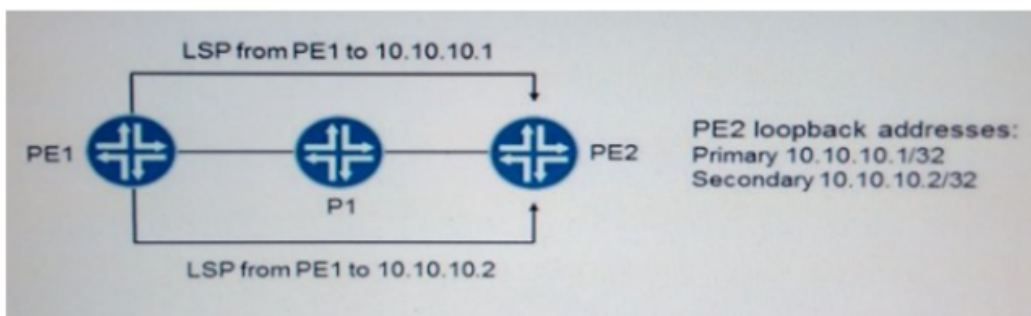 LSP from PE1 to 10.10.10.1
PE1
P1
PE2
PE2 loopback addresses:
Primary 10.10.10.1/32
Secondary 10.10.10.2/32
LSP from PE1 to 10.10.10.2